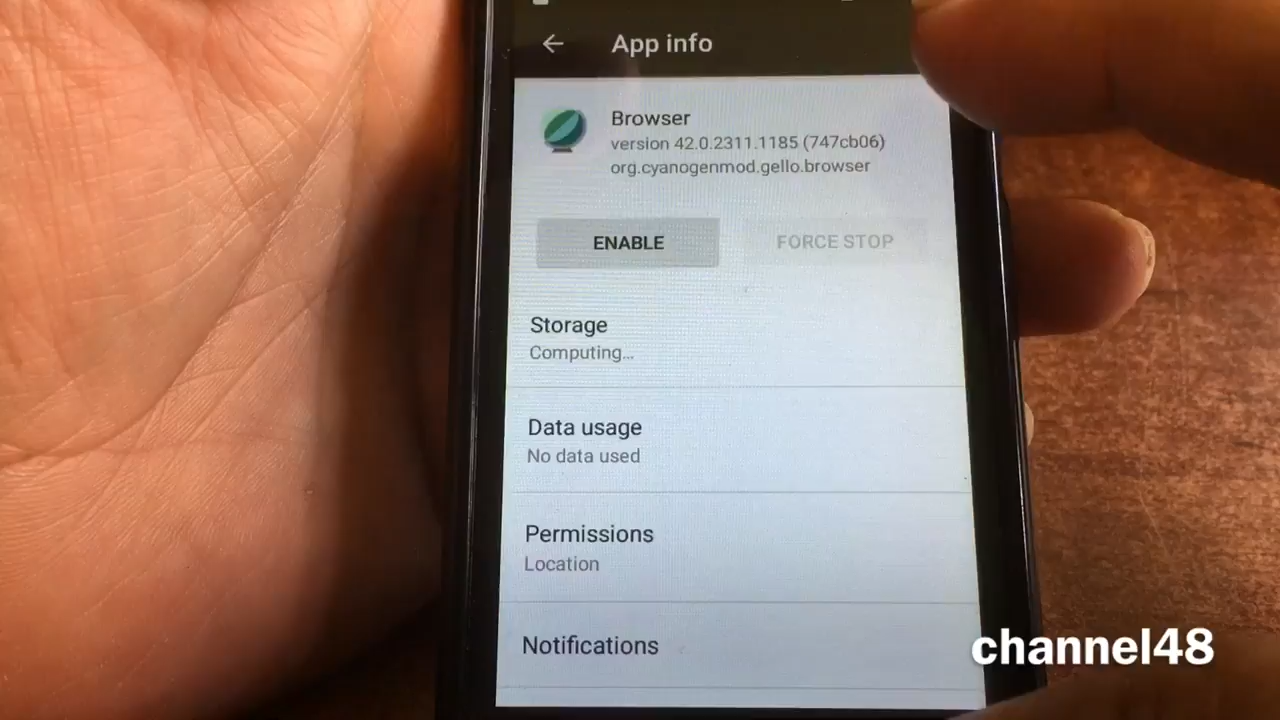 App info
Browser
version 42.0.2311.1185 (747cb06)
org.cyanogenmod.gello.browser
ENABLE
FORCE STOP
Storage
Computing...
Data usage
No data used
Permissions
Location
Notifications
channel48